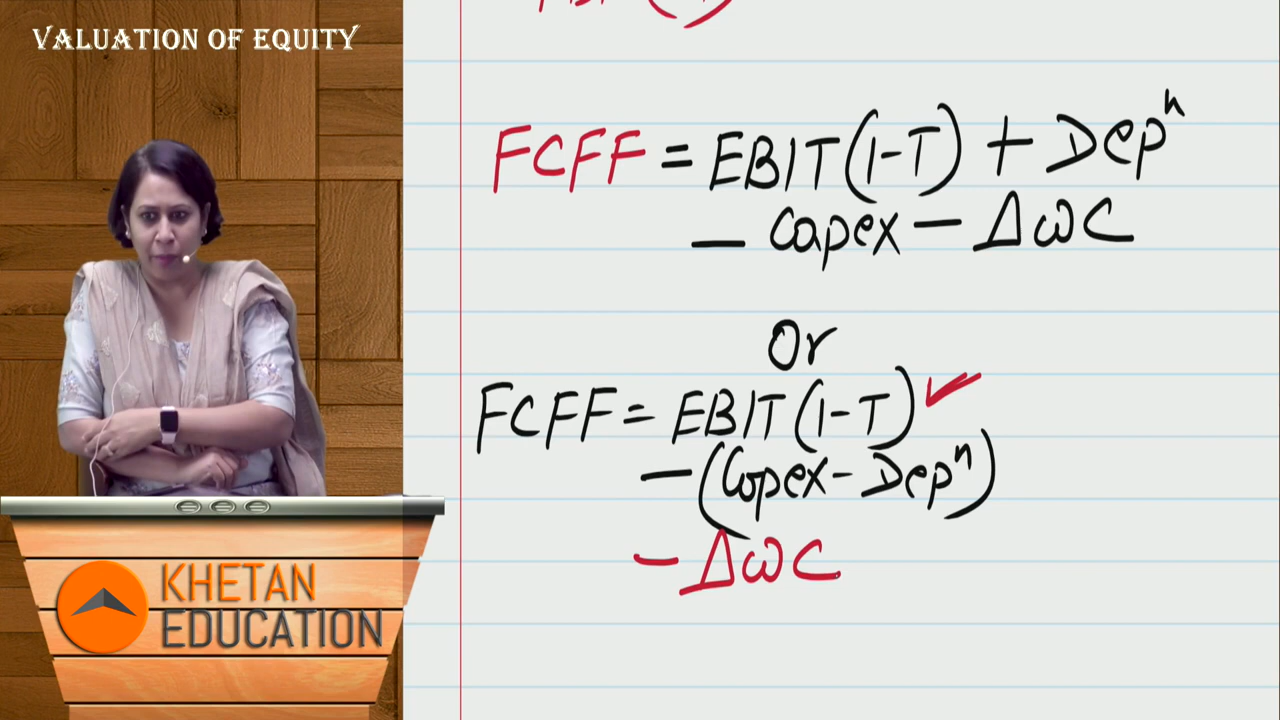 VALUATION OF EQUITY
FCFF = EBIT(1-T) + Depⁿ
- Capex - ΔWC
Or
FCFF = EBIT(1-T) ✓
- (Capex - Depⁿ)
- ΔWC
KHETAN
EDUCATION